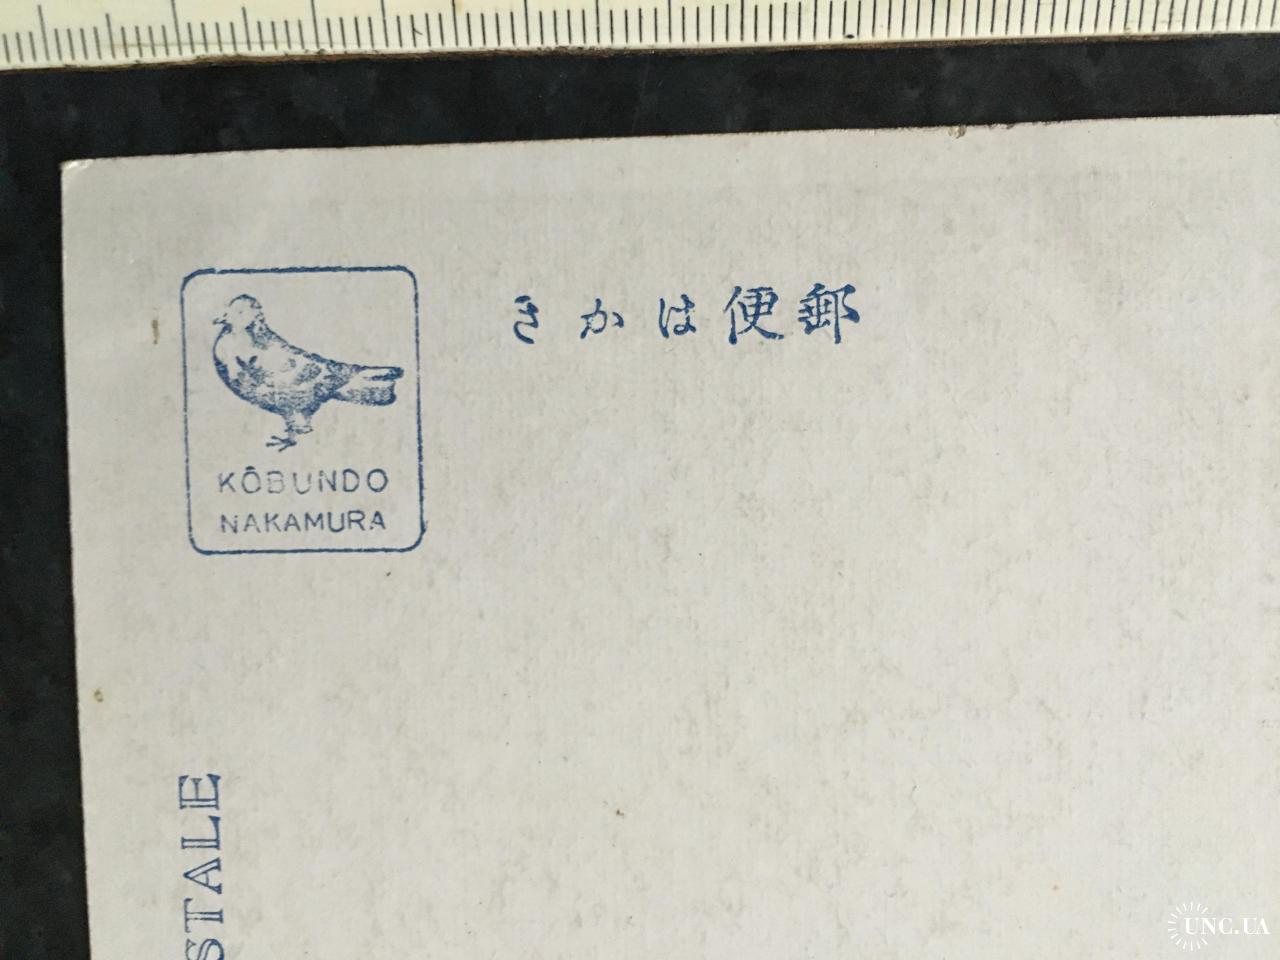 郵便はかき
KÔBUNDO
NAKAMURA
STALE
UNC.UA